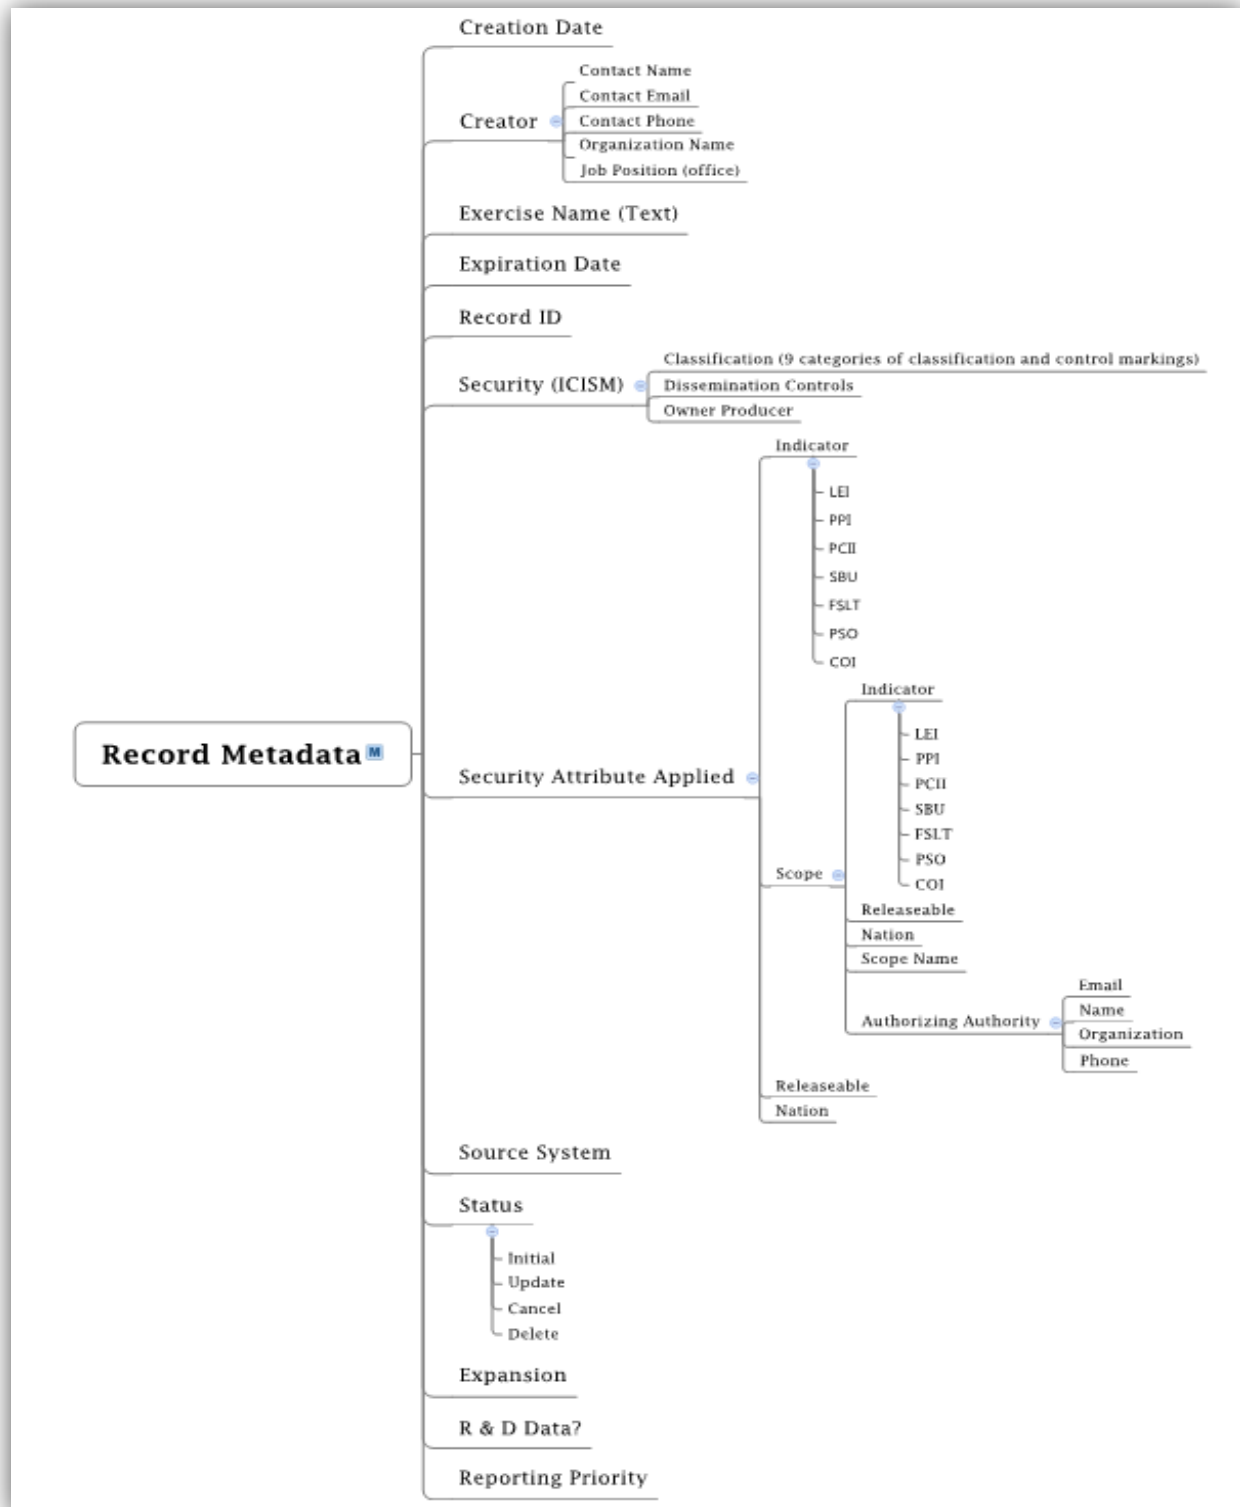 Creation Date
Contact Name
Contact Email
Creator
Contact Phone
Organization Name
Job Position (office)
Exercise Name (Text)
Expiration Date
Record ID
Classification (9 categories of classification and control markings)
Security (ICISM)
Dissemination Controls
Owner Producer
Indicator
LEI
PPI
PCII
SBU
FSLT
PSO
COI
Indicator
LEI
PPI
PCII
SBU
FSLT
PSO
COI
Record Metadata M
Security Attribute Applied
Scope
Releaseable
Nation
Scope Name
Authorizing Authority
Email
Name
Organization
Phone
Releaseable
Nation
Source System
Status
Initial
Update
Cancel
Delete
Expansion
R & D Data?
Reporting Priority